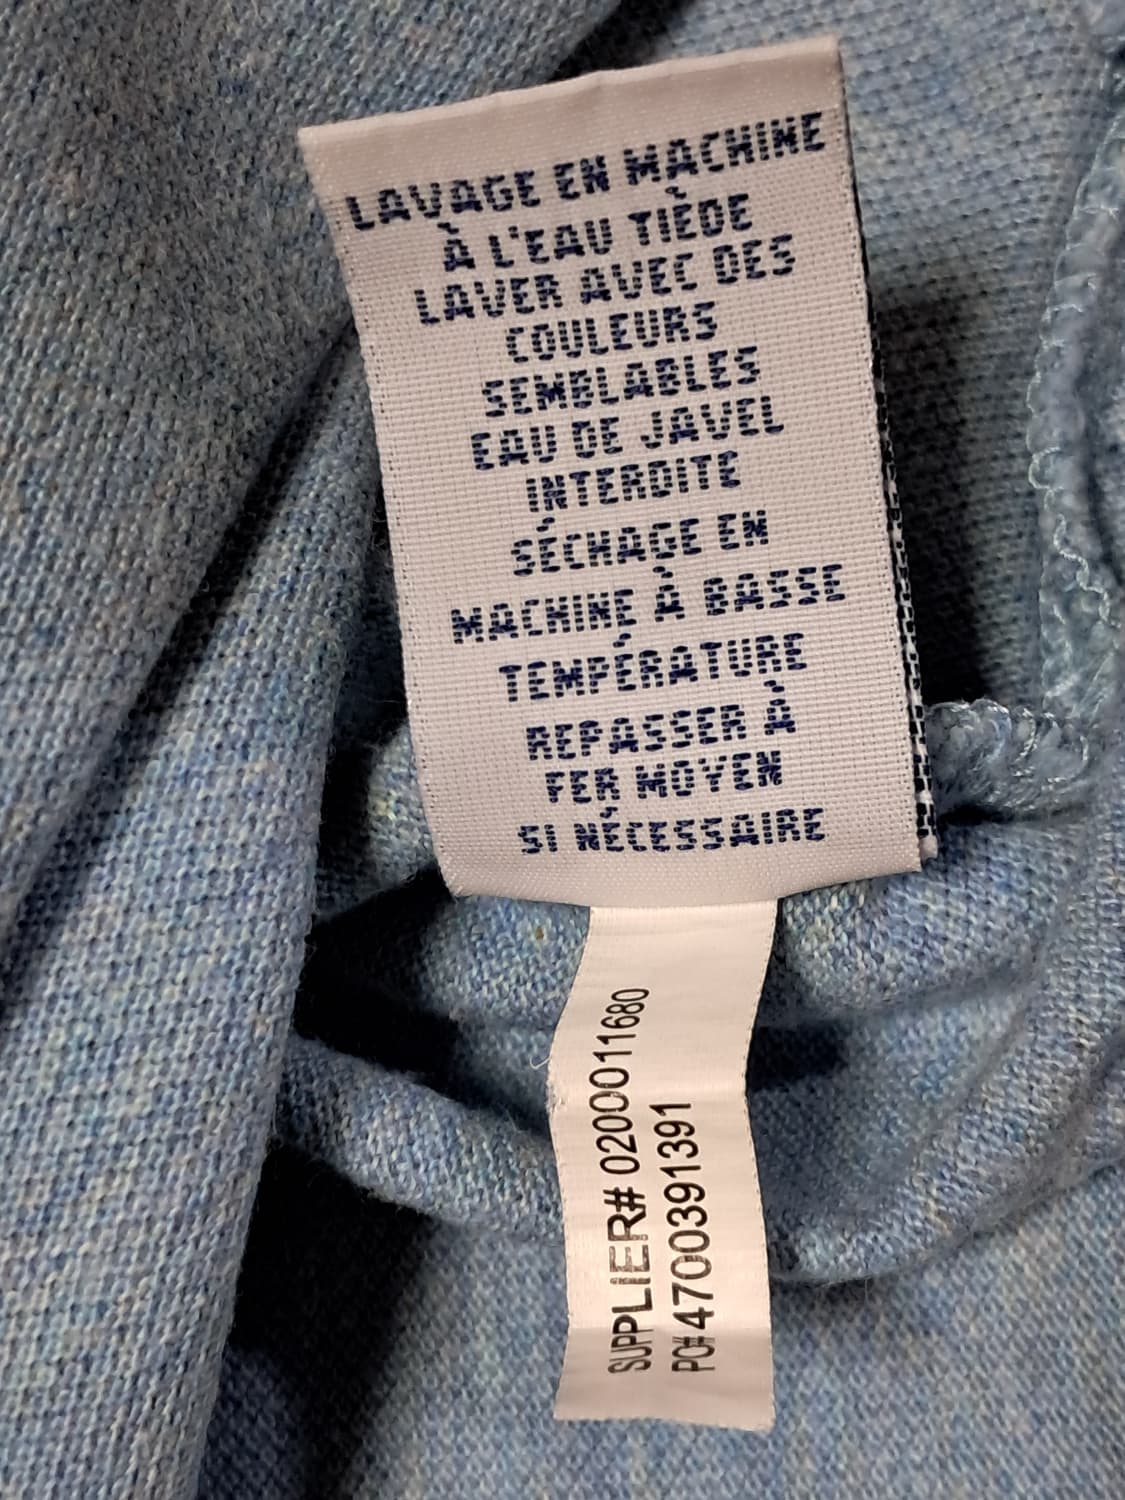 LAVAGE EN MACHINE
À L'EAU TIÈDE
LAVER AVEC DES
COULEURS
SEMBLABLES
EAU DE JAVEL
INTERDITE
SÉCHAGE EN
MACHINE À BASSE
TEMPÉRATURE
REPASSER À
FER MOYEN
SI NÉCESSAIRE
SUPPLIER# 0200011680
PO# 4700391391